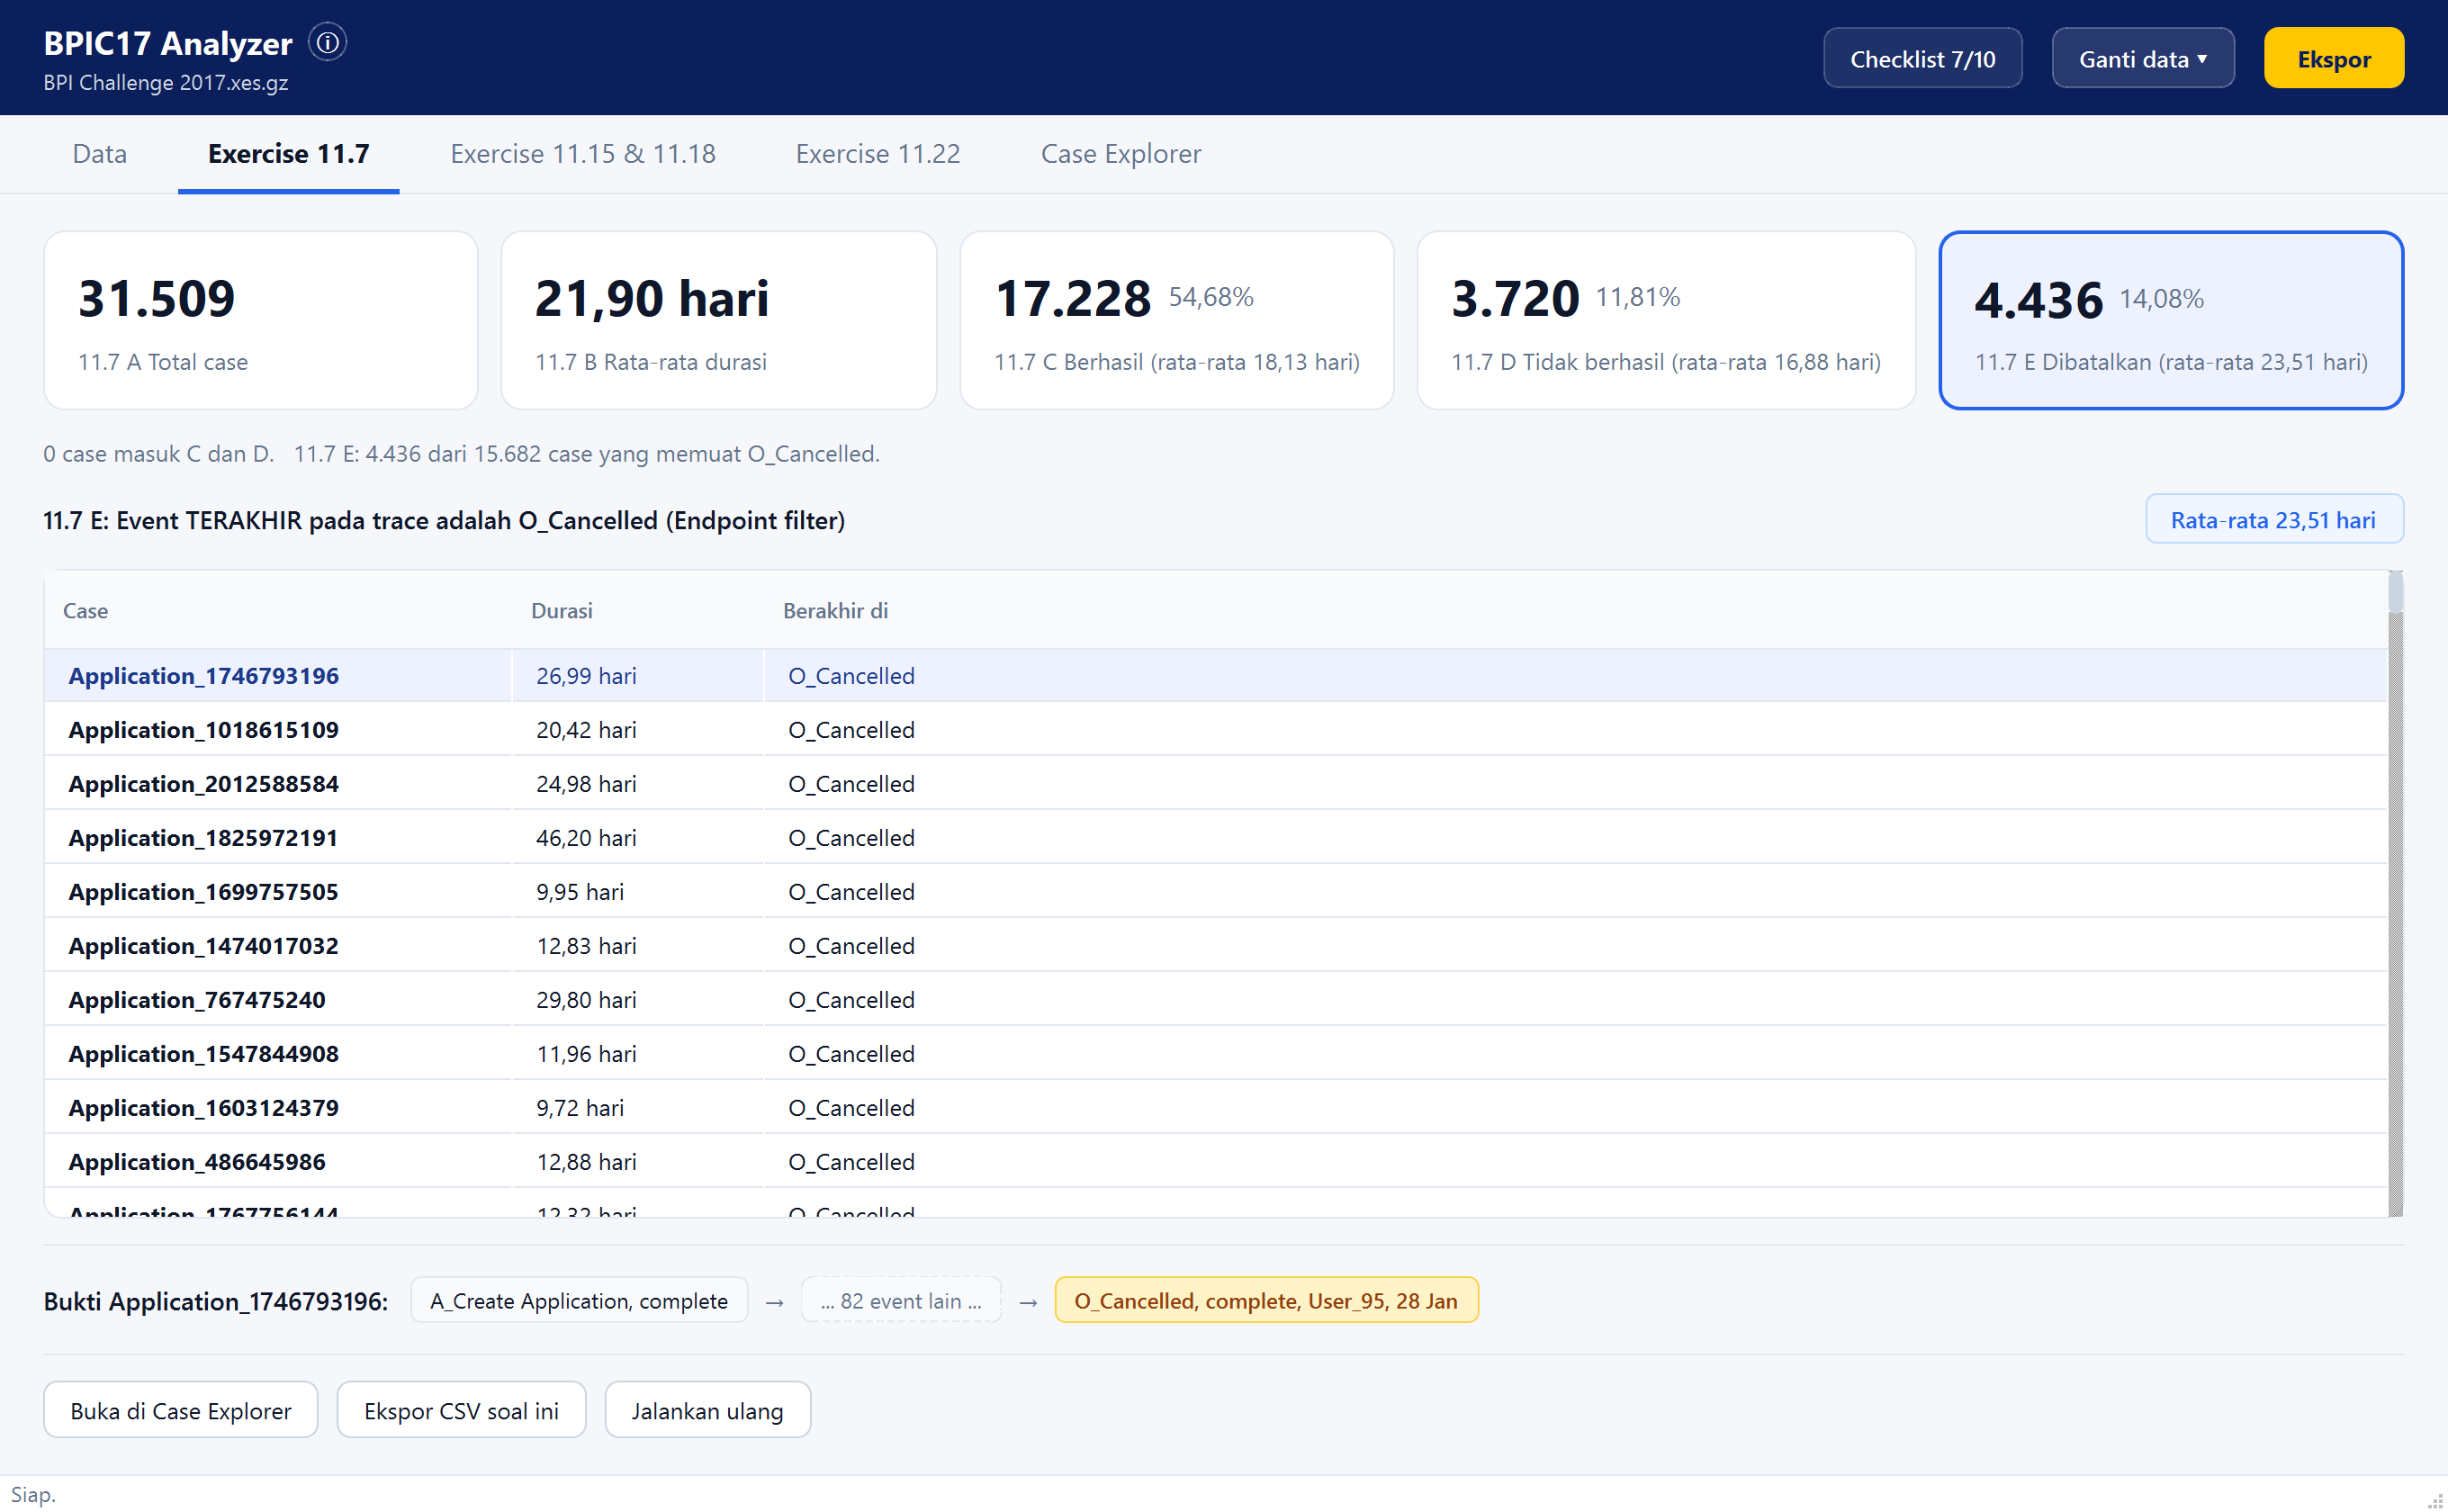 BPIC17 Analyzer ⓘ
BPI Challenge 2017.xes.gz
Checklist 7/10
Ganti data ▾
Ekspor
Data
Exercise 11.7
Exercise 11.15 & 11.18
Exercise 11.22
Case Explorer
31.509
11.7 A Total case
21,90 hari
11.7 B Rata-rata durasi
17.228 54,68%
11.7 C Berhasil (rata-rata 18,13 hari)
3.720 11,81%
11.7 D Tidak berhasil (rata-rata 16,88 hari)
4.436 14,08%
11.7 E Dibatalkan (rata-rata 23,51 hari)
0 case masuk C dan D. 11.7 E: 4.436 dari 15.682 case yang memuat O_Cancelled.
11.7 E: Event TERAKHIR pada trace adalah O_Cancelled (Endpoint filter)
Rata-rata 23,51 hari
Case Durasi Berakhir di
Application_1746793196 26,99 hari O_Cancelled
Application_1018615109 20,42 hari O_Cancelled
Application_2012588584 24,98 hari O_Cancelled
Application_1825972191 46,20 hari O_Cancelled
Application_1699757505 9,95 hari O_Cancelled
Application_1474017032 12,83 hari O_Cancelled
Application_767475240 29,80 hari O_Cancelled
Application_1547844908 11,96 hari O_Cancelled
Application_1603124379 9,72 hari O_Cancelled
Application_486645986 12,88 hari O_Cancelled
Application_1767756144 12,32 hari O_Cancelled
Bukti Application_1746793196: A_Create Application, complete → ... 82 event lain ... → O_Cancelled, complete, User_95, 28 Jan
Buka di Case Explorer
Ekspor CSV soal ini
Jalankan ulang
Siap.